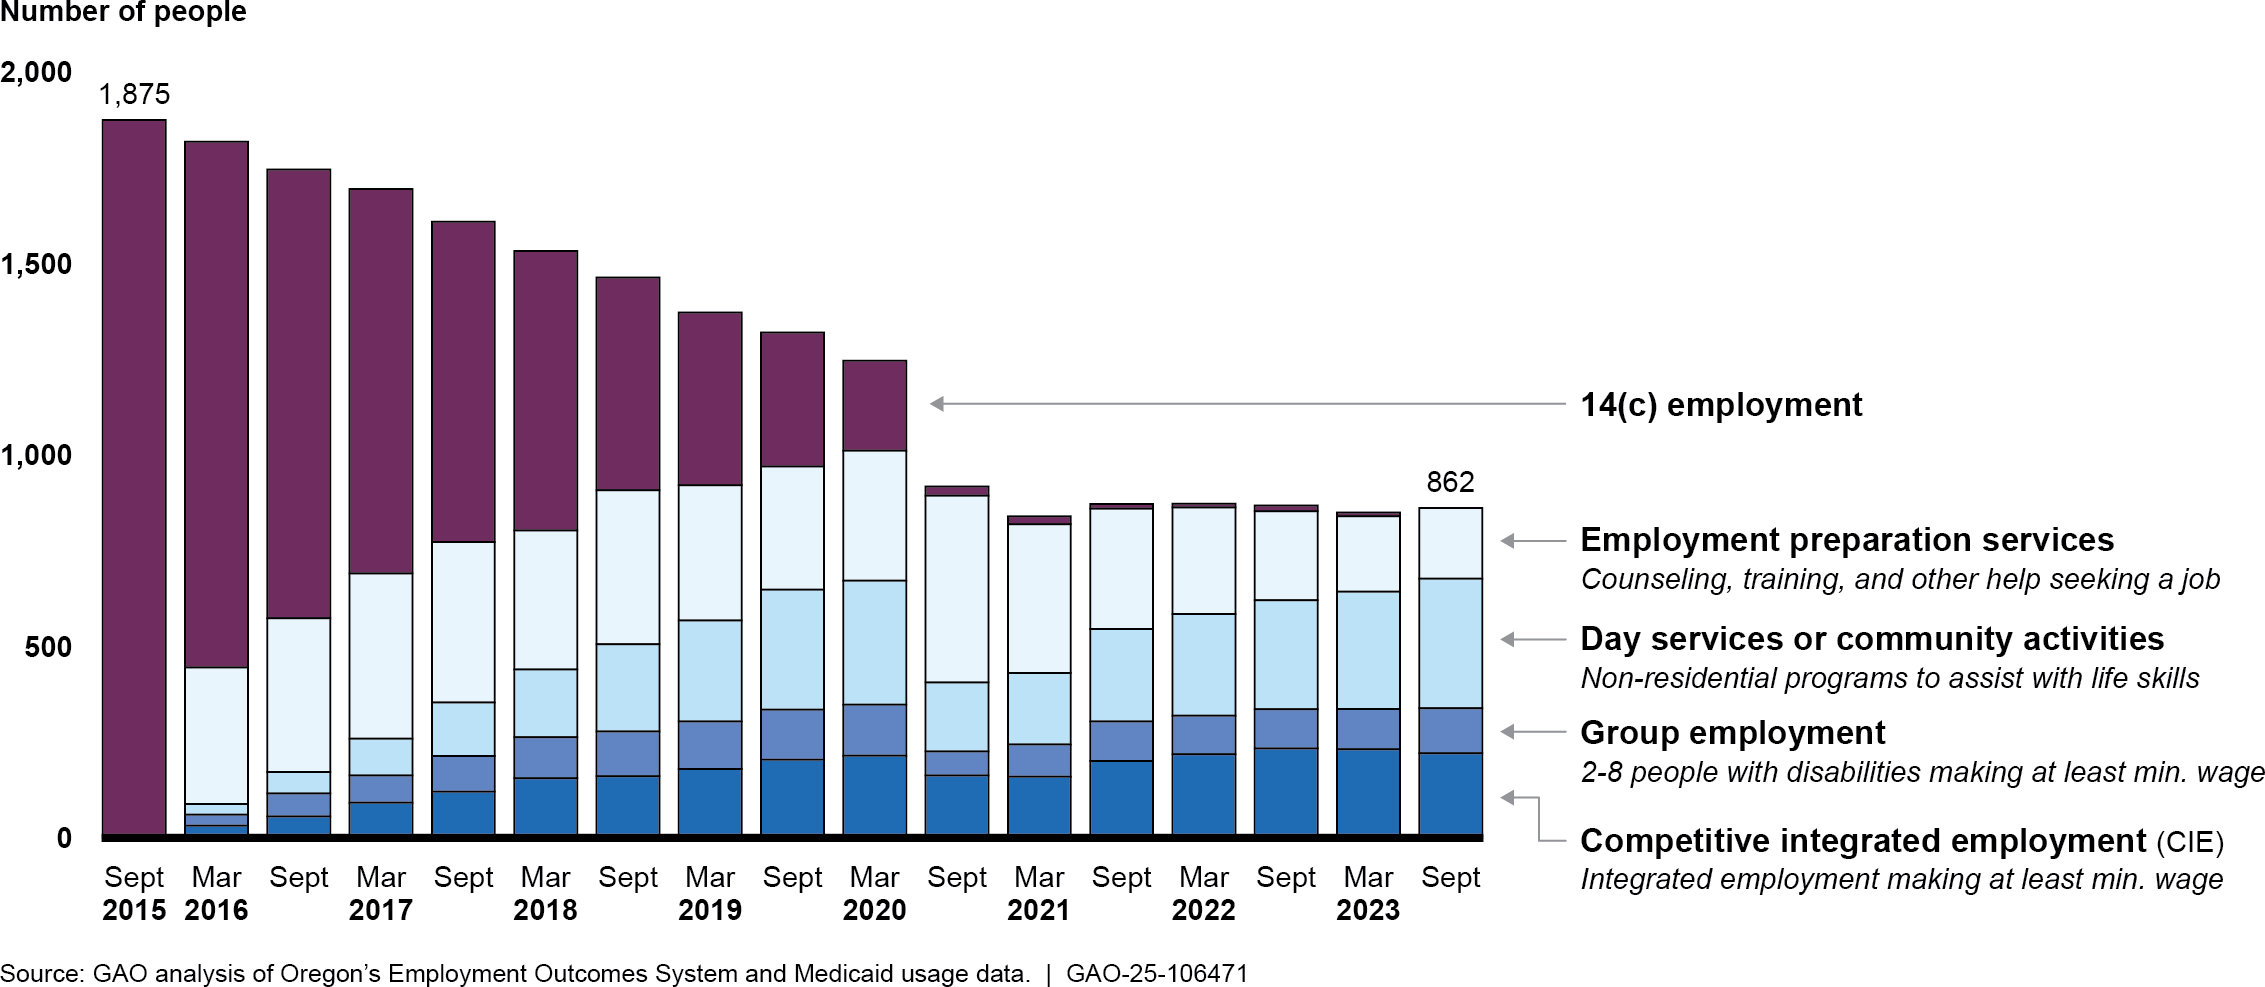 Number of people
2,000
1,875
1,500
1,000
500
0
862
14(c) employment
Employment preparation services
Counseling, training, and other help seeking a job
Day services or community activities
Non-residential programs to assist with life skills
Group employment
2-8 people with disabilities making at least min. wage
Competitive integrated employment (CIE)
Integrated employment making at least min. wage
Sept Mar Sept Mar Sept Mar Sept Mar Sept Mar Sept Mar Sept Mar Sept Mar Sept
2015 2016 2017 2018 2019 2020 2021 2022 2023
Source: GAO analysis of Oregon’s Employment Outcomes System and Medicaid usage data. | GAO-25-106471